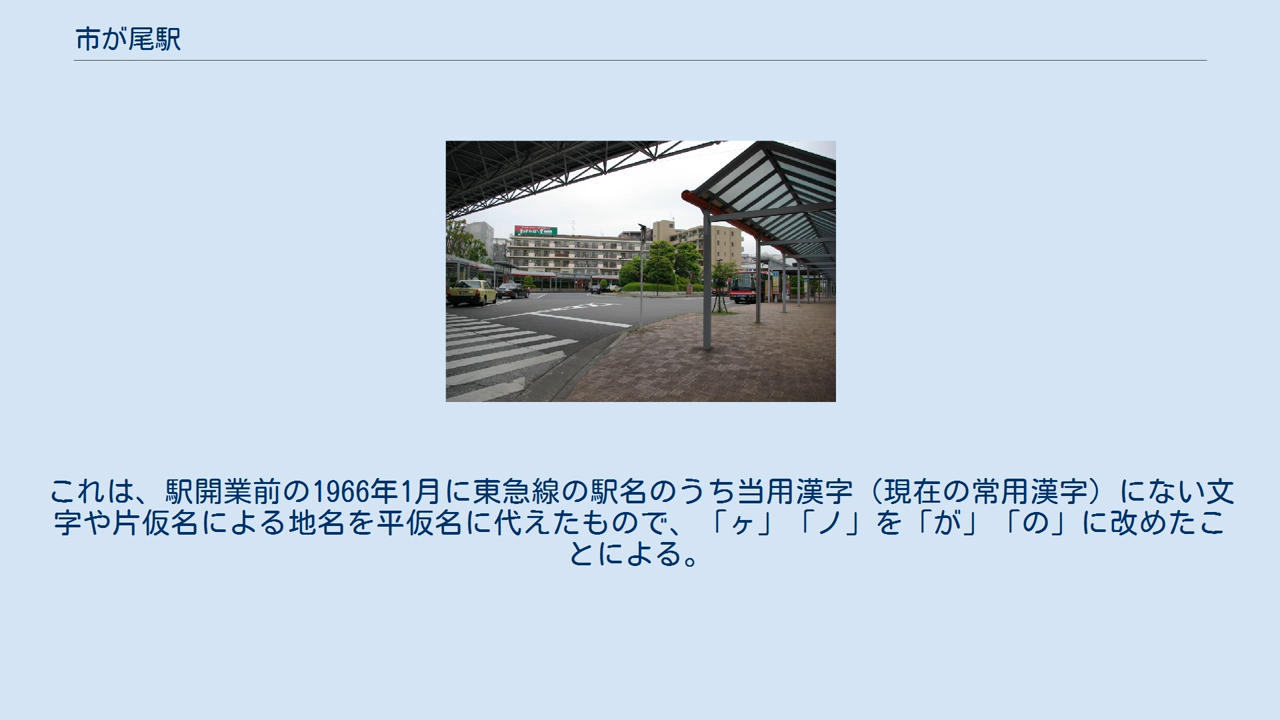 市が尾駅
これは、駅開業前の1966年1月に東急線の駅名のうち当用漢字（現在の常用漢字）にない文
字や片仮名による地名を平仮名に代えたもので、「ヶ」「ノ」を「が」「の」に改めたこ
とによる。